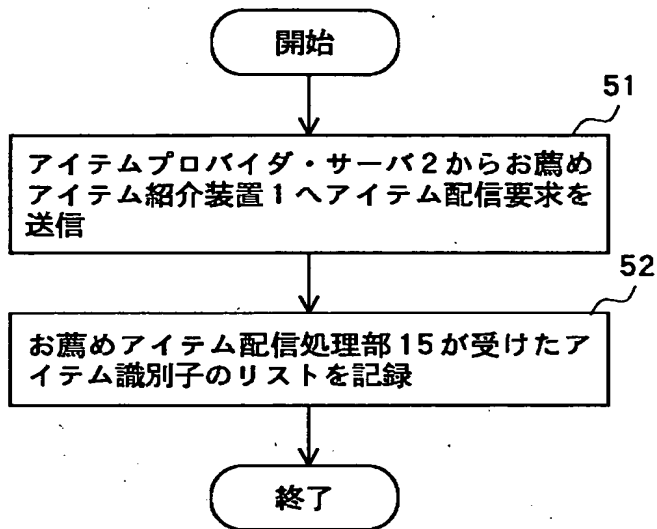 開始
51
アイテムプロバイダ・サーバ2からお薦め
アイテム紹介装置1へアイテム配信要求を
送信
52
お薦めアイテム配信処理部15が受けたア
イテム識別子のリストを記録
終了